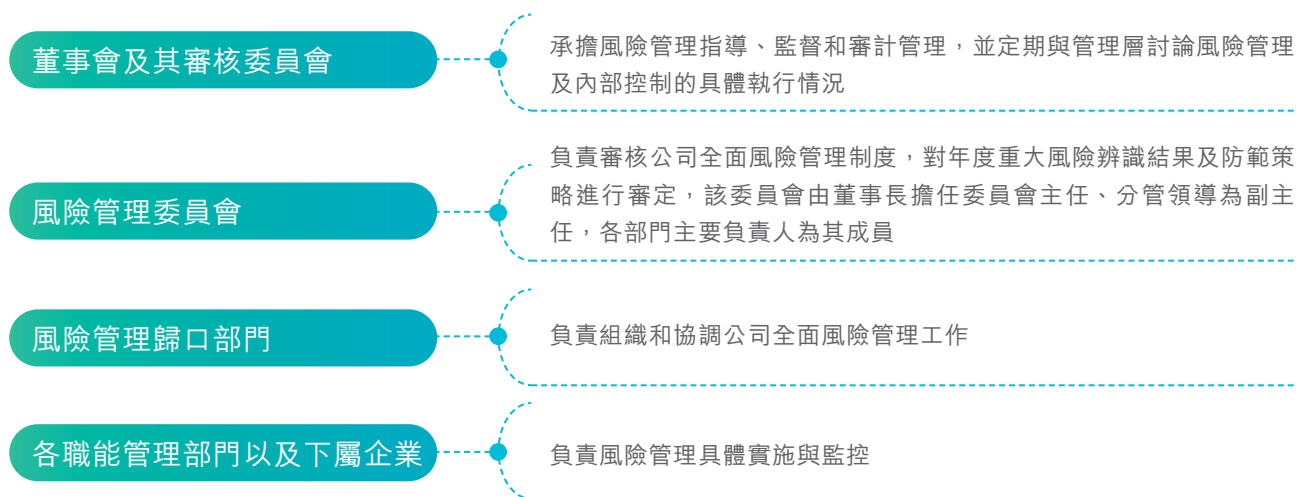 董事會及其審核委員會
承擔風險管理指導、監督和審計管理，並定期與管理層討論風險管理
及內部控制的具體執行情況
風險管理委員會
負責審核公司全面風險管理制度，對年度重大風險辨識結果及防範策
略進行審定，該委員會由董事長擔任委員會主任、分管領導為副主
任，各部門主要負責人為其成員
風險管理歸口部門
負責組織和協調公司全面風險管理工作
各職能管理部門以及下屬企業
負責風險管理具體實施與監控